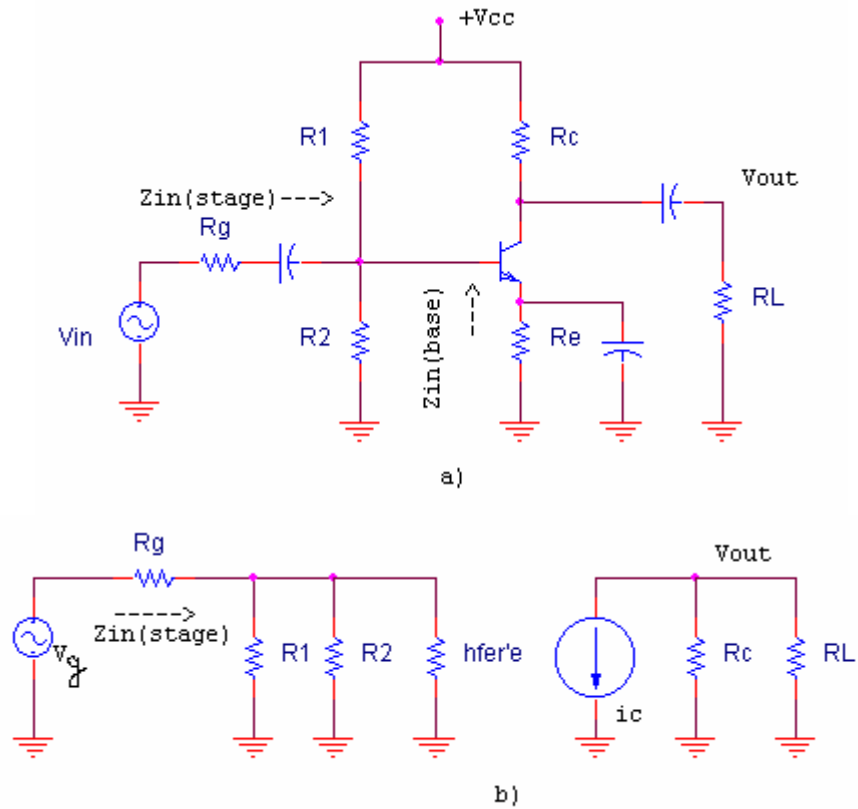 +Vcc
R1
Rc
Zin(stage)--->
Vout
Rg
Vin
R2
Zin(base)
--->
Re
RL
a)
Rg
Vout
----->
Zin(stage)
Vg
R1
R2
hfer'e
ic
Rc
RL
b)